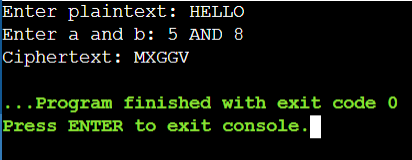 Enter plaintext: HELLO
Enter a and b: 5 AND 8
Ciphertext: MXGGV
...Program finished with exit code 0
Press ENTER to exit console.